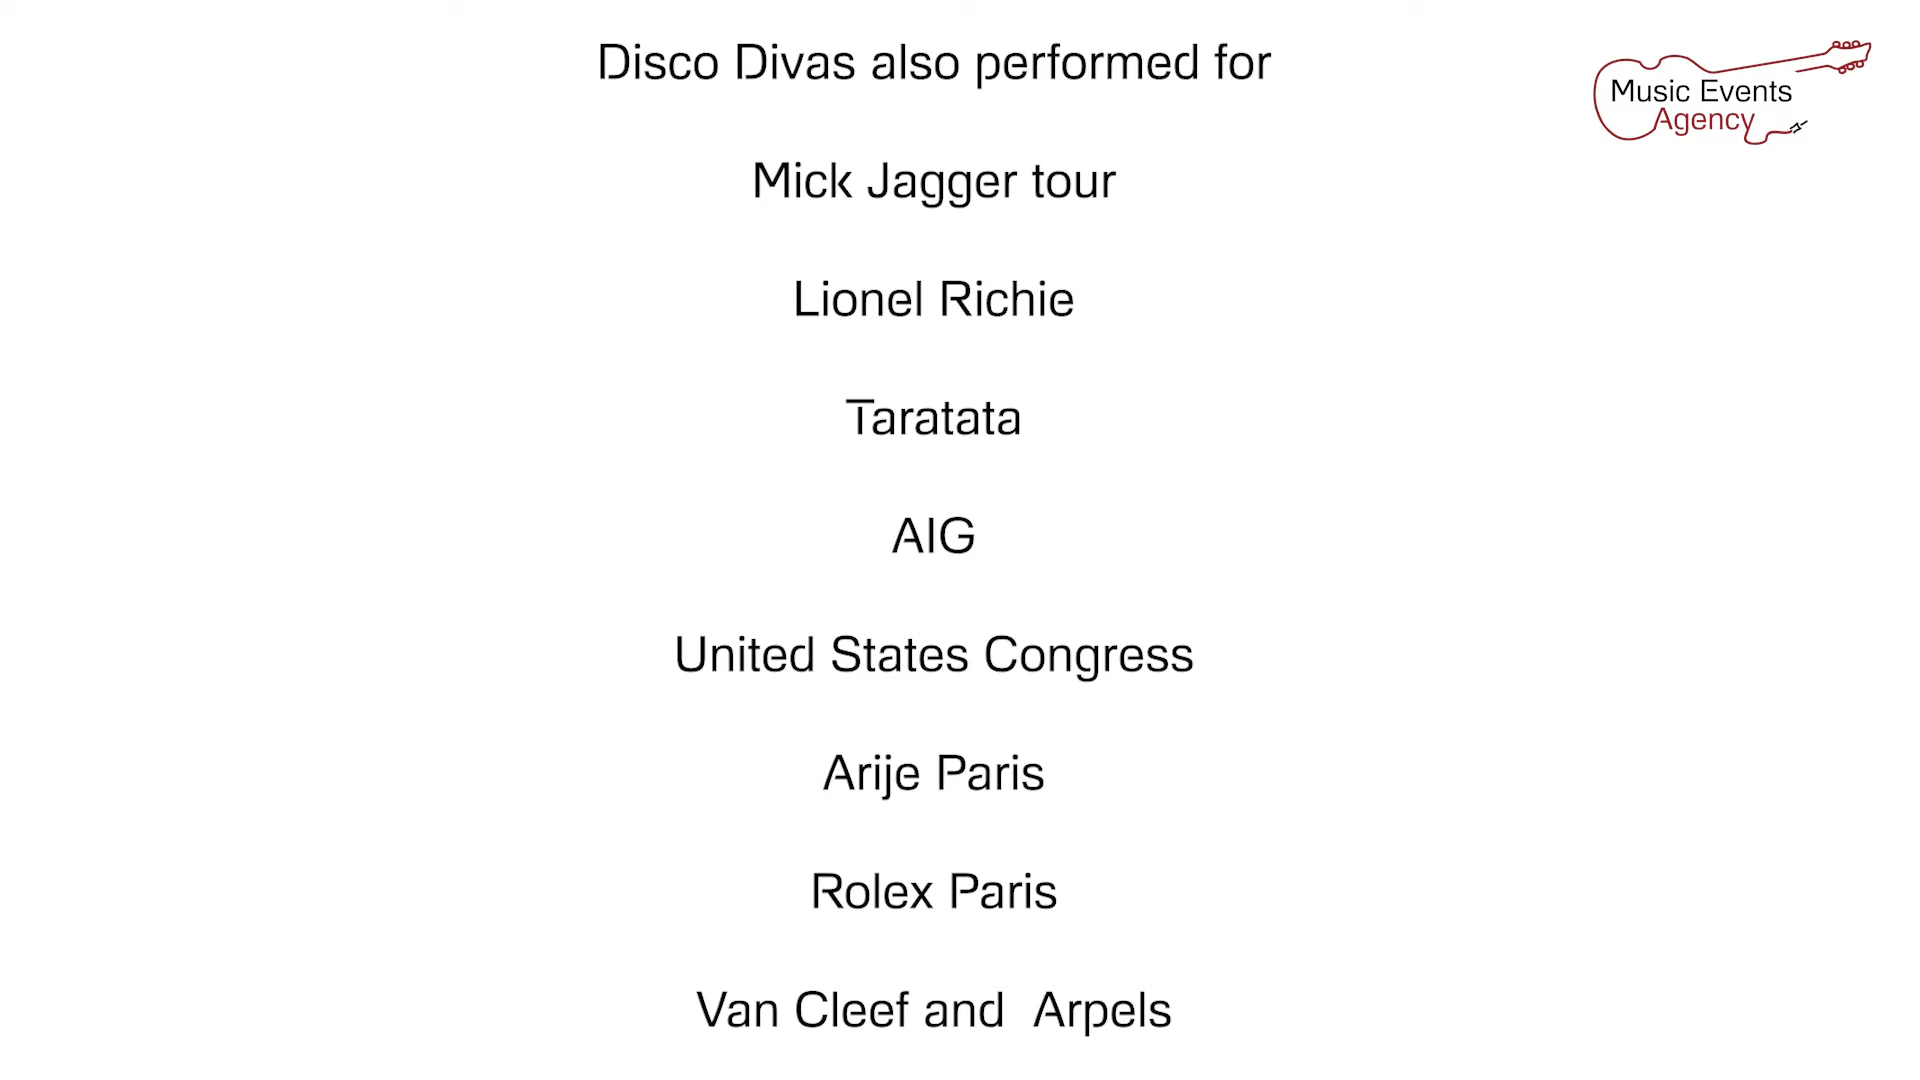 Disco Divas also performed for
Music Events
Agency
Mick Jagger tour
Lionel Richie
Taratata
AIG
United States Congress
Arije Paris
Rolex Paris
Van Cleef and  Arpels